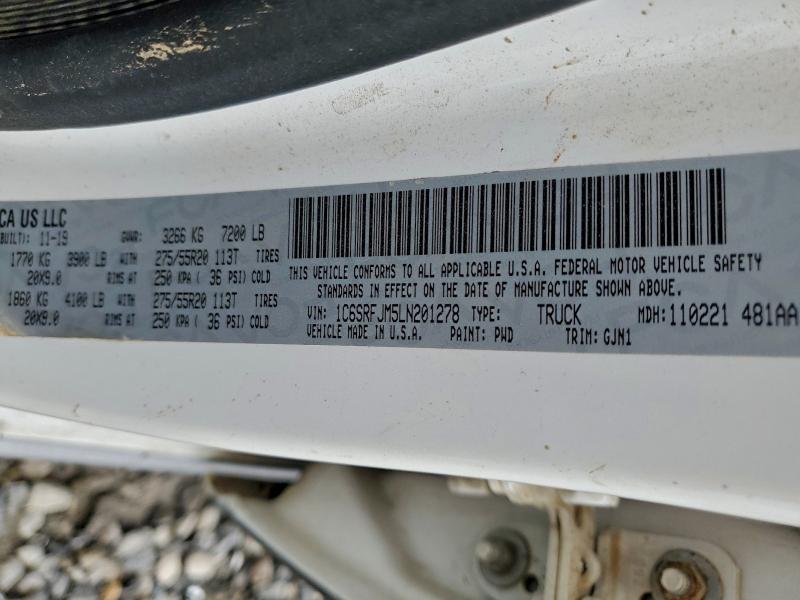 CA US LLC
BUILT): 11-19 GVWR: 3266 KG 7200 LB
1770 KG 3900 LB WITH 275/55R20 113T TIRES
20X9.0 RIMS AT 250 KPA ( 36 PSI) COLD
1860 KG 4100 LB WITH 275/55R20 113T TIRES
20X9.0 RIMS AT 250 KPA ( 36 PSI) COLD
THIS VEHICLE CONFORMS TO ALL APPLICABLE U.S.A. FEDERAL MOTOR VEHICLE SAFETY
STANDARDS IN EFFECT ON THE DATE OF MANUFACTURE SHOWN ABOVE.
VIN: 1C6SRFJM5LN201278 TYPE: TRUCK MDH: 110221 481AA
VEHICLE MADE IN U.S.A. PAINT: PWD TRIM: GJN1